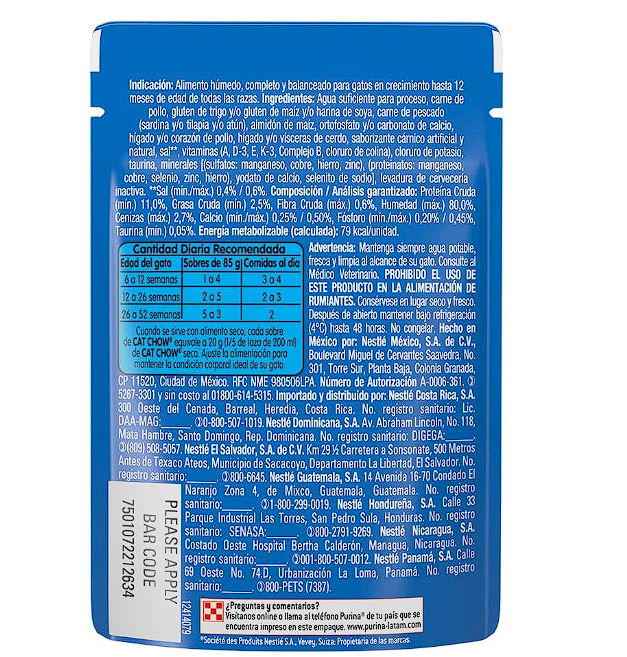 Indicación: Alimento húmedo, completo y balanceado para gatos en crecimiento hasta 12
meses de edad de todas las razas. Ingredientes: Agua suficiente para proceso, carne de
pollo, gluten de trigo y/o gluten de maíz y/o harina de soya, carne de pescado
(sardina y/o tilapia y/o atún), almidón de maíz, ortofosfato y/o carbonato de calcio,
hígado y/o corazón de pollo, hígado y/o vísceras de cerdo, saborizante cárnico artificial y
natural, sal**, vitaminas (A, D-3, E, K-3, Complejo B, cloruro de colina), cloruro de potasio,
taurina, minerales [(sulfatos: manganeso, cobre, hierro, zinc), (proteinatos: manganeso,
cobre, selenio, zinc, hierro), yodato de calcio, selenito de sodio], levadura de cervecería
inactiva. **Sal (mín./máx.) 0,4% / 0,6%. Composición / Análisis garantizado: Proteína Cruda
(mín.) 11,0%, Grasa Cruda (mín.) 2,5%, Fibra Cruda (máx.) 0,6%, Humedad (máx.) 80,0%,
Cenizas (máx.) 2,7%, Calcio (mín./máx.) 0,25% / 0,50%, Fósforo (mín./máx.) 0,20% / 0,45%,
Taurina (mín.) 0,05%. Energía metabolizable (calculada): 79 kcal/unidad.
Cantidad Diaria Recomendada
Edad del gato Sobres de 85 g Comidas al día
6 a 12 semanas 1 a 4 3 a 4
12 a 26 semanas 2 a 5 2 a 3
26 a 52 semanas 5 a 3 2
Cuando se sirve con alimento seco, cada sobre
de CAT CHOW® equivale a 20 g (1/5 de taza de 200 ml)
de CAT CHOW® seco. Ajuste la alimentación para
mantener la condición corporal ideal de su gato.
Advertencia: Mantenga siempre agua potable,
fresca y limpia al alcance de su gato. Consulte al
Médico Veterinario. PROHIBIDO EL USO DE
ESTE PRODUCTO EN LA ALIMENTACIÓN DE
RUMIANTES. Consérvese en lugar seco y fresco.
Después de abierto mantener bajo refrigeración
(4°C) hasta 48 horas. No congelar. Hecho en
México por: Nestlé México, S.A. de C.V.,
Boulevard Miguel de Cervantes Saavedra, No.
301, Torre Sur, Planta Baja, Colonia Granada,
CP 11520, Ciudad de México. RFC NME 980506LPA. Número de Autorización A-0006-361.
5267-3301 y sin costo al 01800-614-5315. Importado y distribuido por: Nestlé Costa Rica, S.A.
300 Oeste del Cenada, Barreal, Heredia, Costa Rica. No. registro sanitario: Lic.
DAA-MAG:______ 0-800-507-1019. Nestlé Dominicana, S.A. Av. Abraham Lincoln, No. 118,
Mata Hambre, Santo Domingo, Rep. Dominicana. No. registro sanitario: DIGEGA:______
(809) 508-5057. Nestlé El Salvador, S.A. de C.V. Km 29 ½ Carretera a Sonsonate, 500 Metros
Antes de Texaco Ateos, Municipio de Sacacoyo, Departamento La Libertad, El Salvador. No.
registro sanitario:______ 800-6645. Nestlé Guatemala, S.A. 14 Avenida 16-70 Condado El
Naranjo Zona 4, de Mixco, Guatemala, Guatemala. No. registro
sanitario:______ 1-801-299-0019. Nestlé Hondureña, S.A. Calle 33
Parque Industrial Las Torres, San Pedro Sula, Honduras. No. registro
sanitario: SENASA:______ 800-2791-9269. Nestlé Nicaragua, S.A.
Costado Oeste Hospital Bertha Calderón, Managua, Nicaragua. No.
registro sanitario:______ 001-800-507-0012. Nestlé Panamá, S.A. Calle
69 Oeste No. 74.D, Urbanización La Loma, Panamá. No. registro
sanitario:______ 800-PETS (7387).
PLEASE APPLY
BAR CODE
7501072212634
12414079
¿Preguntas y comentarios?
Visítanos online o llama al teléfono Purina® de tu país que se
encuentra impreso en este empaque. www.purina-latam.com
®Société des Produits Nestlé S.A., Vevey, Suiza: Propietaria de las marcas.